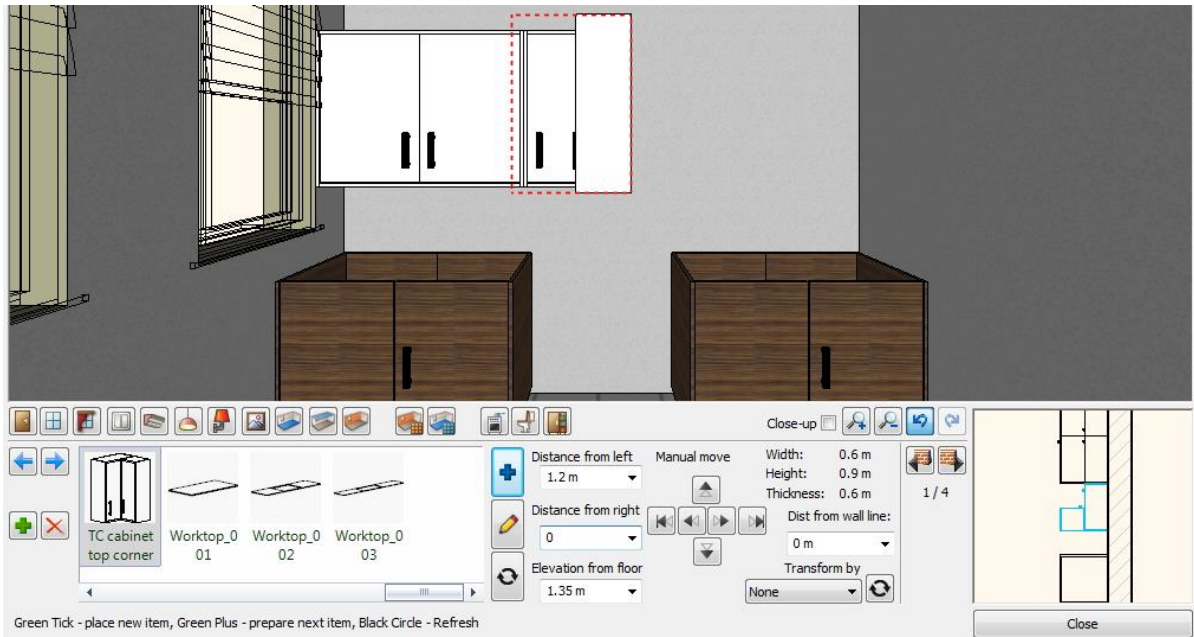 Close-up
Distance from left
1.2 m
Distance from right
0
Elevation from floor
1.35 m
Manual move
Width: 0.6 m
Height: 0.9 m
Thickness: 0.6 m
Dist from wall line:
0 m
Transform by
None
1 / 4
TC cabinet
top corner
Worktop_0
01
Worktop_0
02
Worktop_0
03
Green Tick - place new item, Green Plus - prepare next item, Black Circle - Refresh
Close